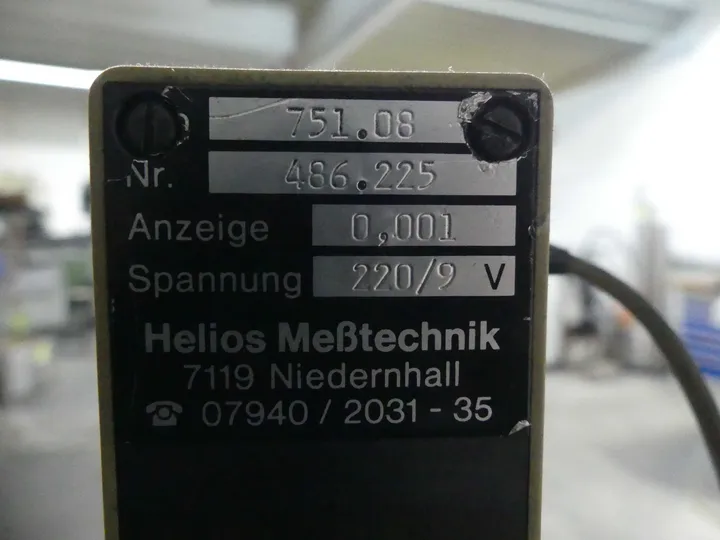 751.08
Nr. 486.225
Anzeige 0,001
Spannung 220/9 V
Helios Meßtechnik
7119 Niedernhall
☎ 07940 / 2031 - 35